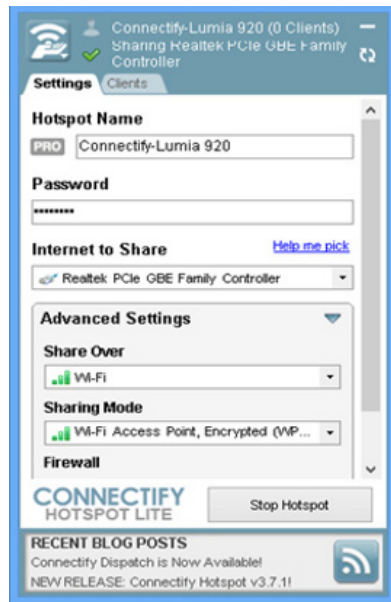 Connectify-Lumia 920 (0 Clients)
Sharing Realtek PCIe GBE Family
Controller
Settings Clients
Hotspot Name
PRO Connectify-Lumia 920
Password
••••••••
Internet to Share Help me pick
Realtek PCIe GBE Family Controller
Advanced Settings
Share Over
Wi-Fi
Sharing Mode
Wi-Fi Access Point, Encrypted (WP...
Firewall
CONNECTIFY
HOTSPOT LITE
Stop Hotspot
RECENT BLOG POSTS
Connectify Dispatch is Now Available!
NEW RELEASE: Connectify Hotspot v3.7.1!